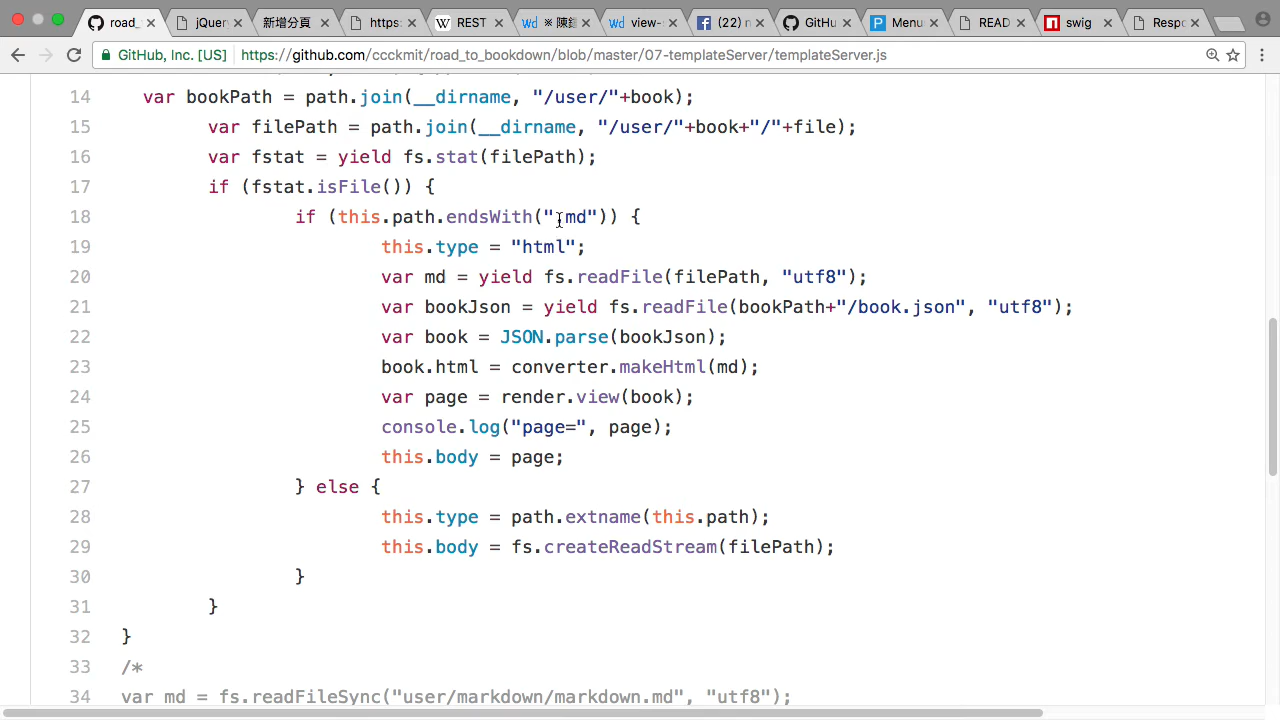 road_
jQuer
新增分頁
https:
REST
※ 陳鍾
view-
(22) n
GitHu
Menu
READ
swig
Respo
GitHub, Inc. [US] https://github.com/ccckmit/road_to_bookdown/blob/master/07-templateServer/templateServer.js
14 var bookPath = path.join(__dirname, "/user/"+book);
15 var filePath = path.join(__dirname, "/user/"+book+"/"+file);
16 var fstat = yield fs.stat(filePath);
17 if (fstat.isFile()) {
18 if (this.path.endsWith(".md")) {
19 this.type = "html";
20 var md = yield fs.readFile(filePath, "utf8");
21 var bookJson = yield fs.readFile(bookPath+"/book.json", "utf8");
22 var book = JSON.parse(bookJson);
23 book.html = converter.makeHtml(md);
24 var page = render.view(book);
25 console.log("page=", page);
26 this.body = page;
27 } else {
28 this.type = path.extname(this.path);
29 this.body = fs.createReadStream(filePath);
30 }
31 }
32 }
33 /*
34 var md = fs.readFileSync("user/markdown/markdown.md", "utf8");